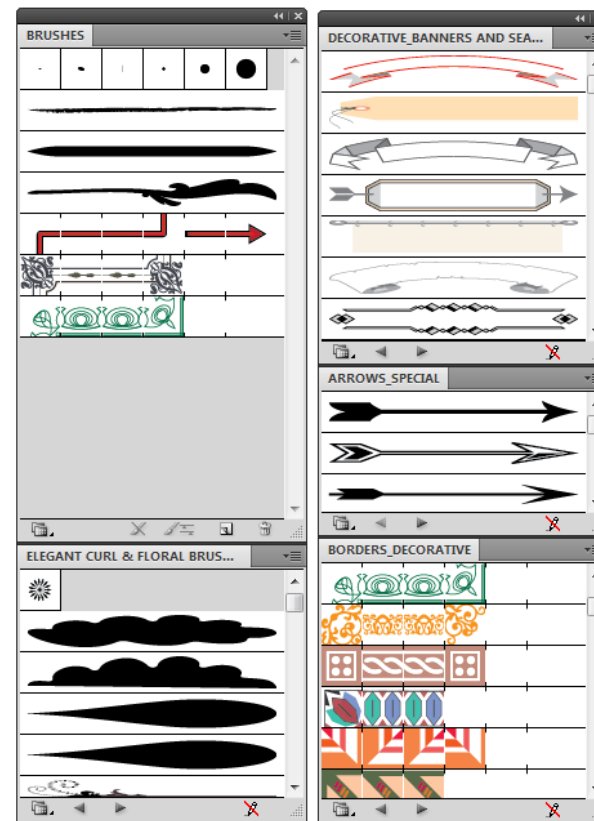 BRUSHES
ELEGANT CURL & FLORAL BRUS...
DECORATIVE_BANNERS AND SEA...
ARROWS_SPECIAL
BORDERS_DECORATIVE